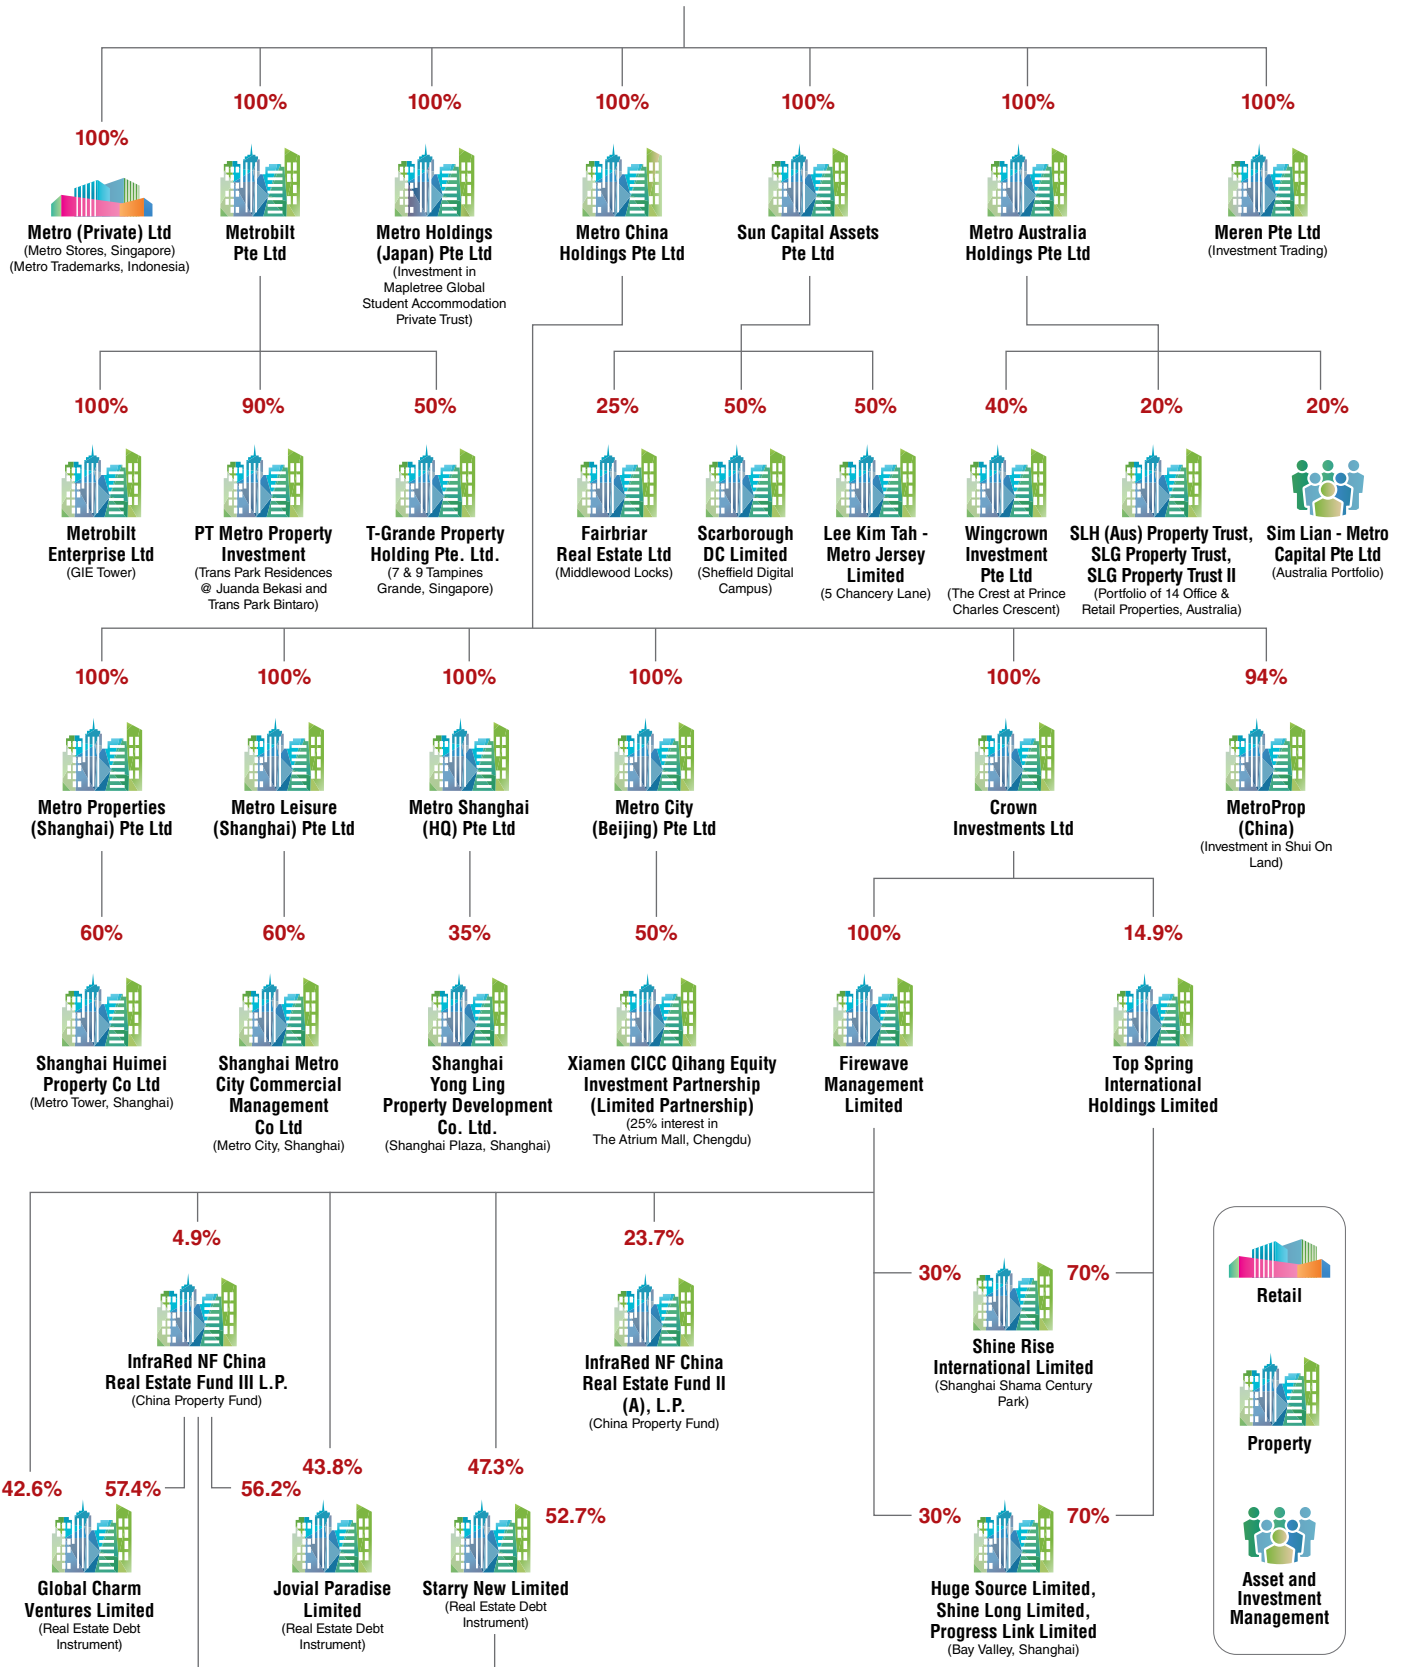 100%
100%
100%
100%
100%
100%
100%
Metro (Private) Ltd
(Metro Stores, Singapore)
(Metro Trademarks, Indonesia)
Metrobilt
Pte Ltd
Metro Holdings
(Japan) Pte Ltd
(Investment in
Mapletree Global
Student Accommodation
Private Trust)
Metro China
Holdings Pte Ltd
Sun Capital Assets
Pte Ltd
Metro Australia
Holdings Pte Ltd
Meren Pte Ltd
(Investment Trading)
100%
90%
50%
25%
50%
50%
40%
20%
20%
Metrobilt
Enterprise Ltd
(GIE Tower)
PT Metro Property
Investment
(Trans Park Residences
@ Juanda Bekasi and
Trans Park Bintaro)
T-Grande Property
Holding Pte. Ltd.
(7 & 9 Tampines
Grande, Singapore)
Fairbriar
Real Estate Ltd
(Middlewood Locks)
Scarborough
DC Limited
(Sheffield Digital
Campus)
Lee Kim Tah -
Metro Jersey
Limited
(5 Chancery Lane)
Wingcrown
Investment
Pte Ltd
(The Crest at Prince
Charles Crescent)
SLH (Aus) Property Trust,
SLG Property Trust,
SLG Property Trust II
(Portfolio of 14 Office &
Retail Properties, Australia)
Sim Lian - Metro
Capital Pte Ltd
(Australia Portfolio)
100%
100%
100%
100%
100%
94%
Metro Properties
(Shanghai) Pte Ltd
Metro Leisure
(Shanghai) Pte Ltd
Metro Shanghai
(HQ) Pte Ltd
Metro City
(Beijing) Pte Ltd
Crown
Investments Ltd
MetroProp
(China)
(Investment in Shui On
Land)
60%
60%
35%
50%
100%
14.9%
Shanghai Huimei
Property Co Ltd
(Metro Tower, Shanghai)
Shanghai Metro
City Commercial
Management
Co Ltd
(Metro City, Shanghai)
Shanghai
Yong Ling
Property Development
Co. Ltd.
(Shanghai Plaza, Shanghai)
Xiamen CICC Qihang Equity
Investment Partnership
(Limited Partnership)
(25% interest in
The Atrium Mall, Chengdu)
Firewave
Management
Limited
Top Spring
International
Holdings Limited
4.9%
23.7%
30%
70%
InfraRed NF China
Real Estate Fund III L.P.
(China Property Fund)
InfraRed NF China
Real Estate Fund II
(A), L.P.
(China Property Fund)
Shine Rise
International Limited
(Shanghai Shama Century
Park)
42.6%
57.4%
56.2%
43.8%
47.3%
52.7%
30%
70%
Global Charm
Ventures Limited
(Real Estate Debt
Instrument)
Jovial Paradise
Limited
(Real Estate Debt
Instrument)
Starry New Limited
(Real Estate Debt
Instrument)
Huge Source Limited,
Shine Long Limited,
Progress Link Limited
(Bay Valley, Shanghai)
Retail
Property
Asset and
Investment
Management